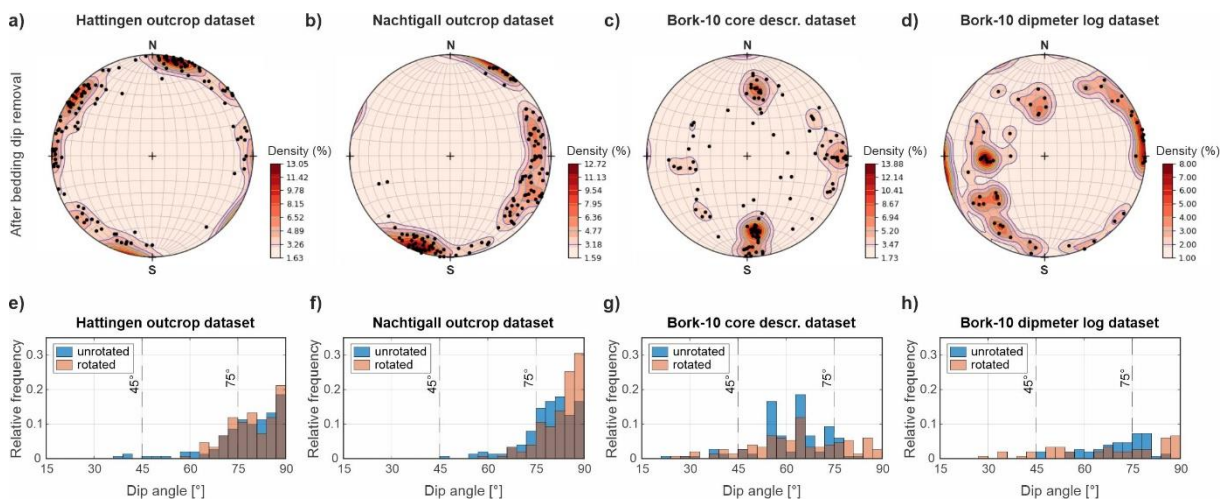 a) Hattingen outcrop dataset
b) Nachtigall outcrop dataset
c) Bork-10 core descr. dataset
d) Bork-10 dipmeter log dataset
After bedding dip removal
N
S
Density (%)
13.05
11.42
9.79
8.15
6.52
4.89
3.26
1.63
N
S
Density (%)
12.72
11.13
9.54
7.95
6.36
4.77
3.18
1.59
N
S
Density (%)
13.88
12.14
10.41
8.67
6.94
5.20
3.47
1.73
N
S
Density (%)
8.00
7.00
6.00
5.00
4.00
3.00
2.00
1.00
e) Hattingen outcrop dataset
Relative frequency
0.3
0.2
0.1
0
unrotated
rotated
45°
75°
15 30 45 60 75 90
Dip angle [°]
f) Nachtigall outcrop dataset
Relative frequency
0.3
0.2
0.1
0
unrotated
rotated
45°
75°
15 30 45 60 75 90
Dip angle [°]
g) Bork-10 core descr. dataset
Relative frequency
0.3
0.2
0.1
0
unrotated
rotated
45°
75°
15 30 45 60 75 90
Dip angle [°]
h) Bork-10 dipmeter log dataset
Relative frequency
0.3
0.2
0.1
0
unrotated
rotated
45°
75°
15 30 45 60 75 90
Dip angle [°]